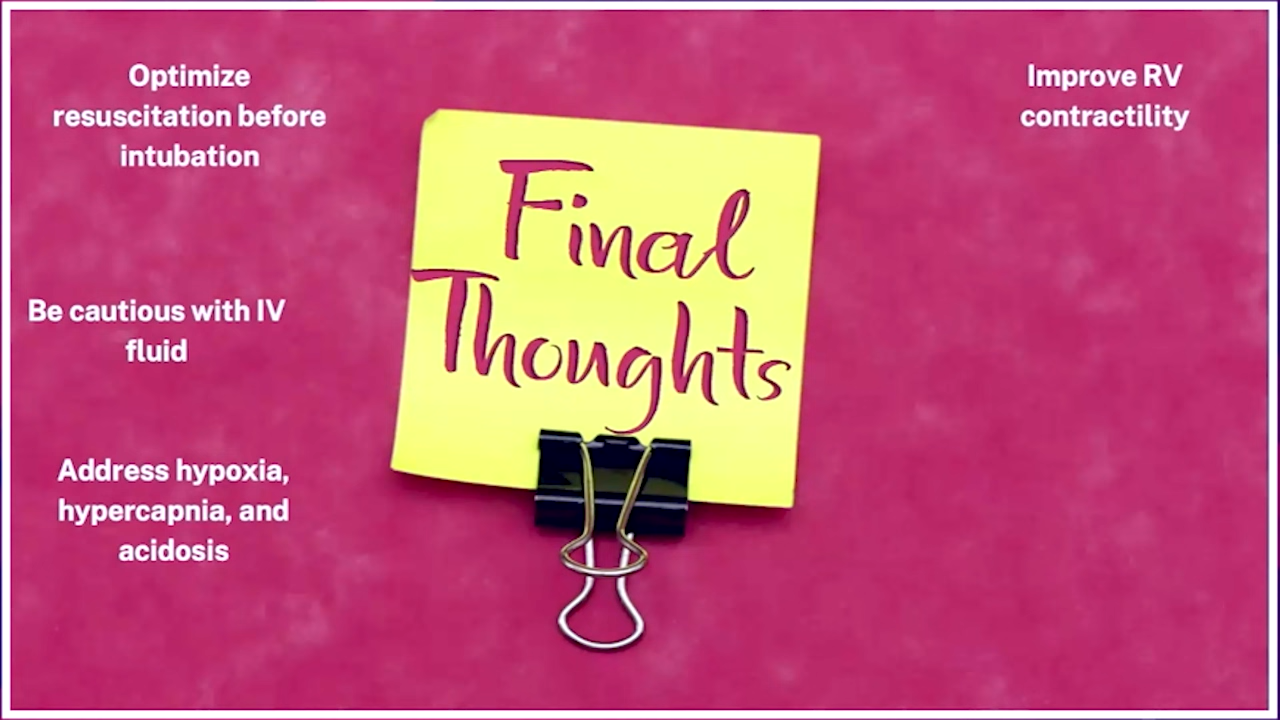 Optimize
resuscitation before
intubation
Be cautious with IV
fluid
Address hypoxia,
hypercapnia, and
acidosis
Final
Thoughts
Improve RV
contractility